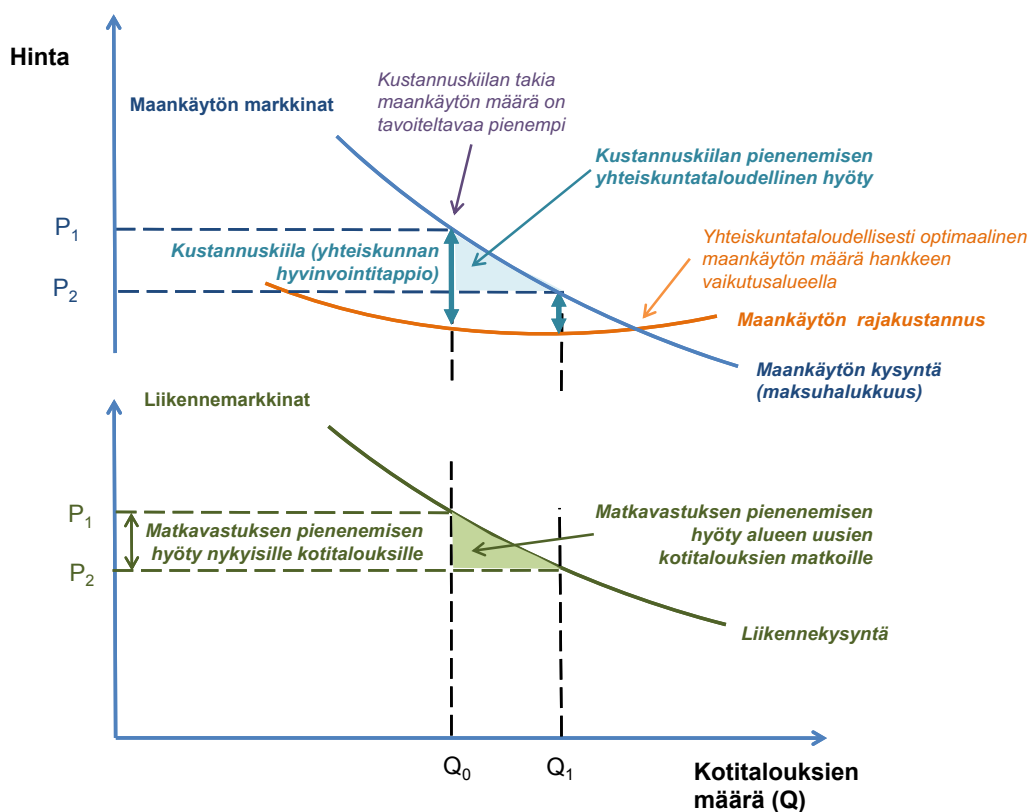 Hinta
Maankäytön markkinat
Kustannuskiilan takia
maankäytön määrä on
tavoiteltavaa pienempi
Kustannuskiilan pienenemisen
yhteiskuntataloudellinen hyöty
P1
Kustannuskiila (yhteiskunnan
hyvinvointitappio)
Yhteiskuntataloudellisesti optimaalinen
maankäytön määrä hankkeen
vaikutusalueella
P2
Maankäytön rajakustannus
Maankäytön kysyntä
(maksuhalukkuus)
Liikennemarkkinat
P1
Matkavastuksen pienenemisen
hyöty nykyisille kotitalouksille
Matkavastuksen pienenemisen
hyöty alueen uusien
kotitalouksien matkoille
P2
Liikennekysyntä
Q0
Q1
Kotitalouksien
määrä (Q)